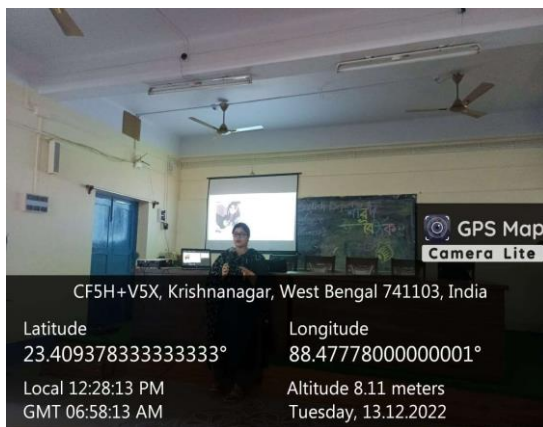 GPS Map
Camera Lite
CF5H+V5X, Krishnanagar, West Bengal 741103, India
Latitude
23.409378333333333°
Longitude
88.47778000000001°
Local 12:28:13 PM
GMT 06:58:13 AM
Altitude 8.11 meters
Tuesday, 13.12.2022